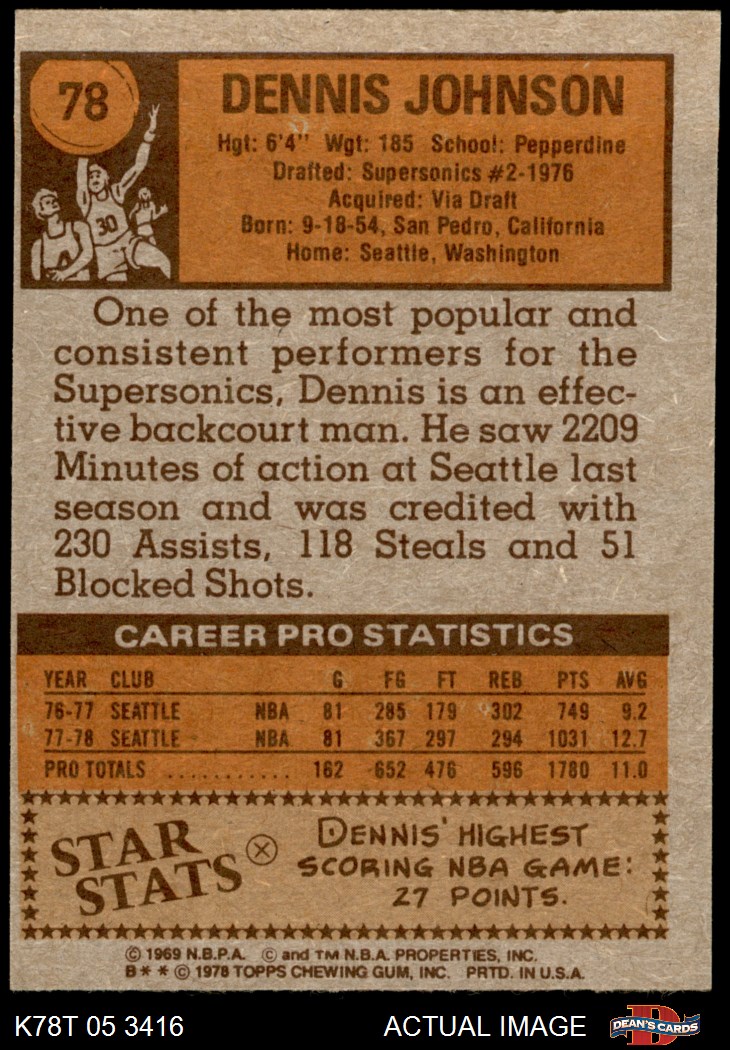 78
30
DENNIS JOHNSON
Hgt: 6'4" Wgt: 185 School: Pepperdine
Drafted: Supersonics #2-1976
Acquired: Via Draft
Born: 9-18-54, San Pedro, California
Home: Seattle, Washington
One of the most popular and
consistent performers for the
Supersonics, Dennis is an effec-
tive backcourt man. He saw 2209
Minutes of action at Seattle last
season and was credited with
230 Assists, 118 Steals and 51
Blocked Shots.
CAREER PRO STATISTICS
YEAR CLUB G FG FT REB PTS AVG
76-77 SEATTLE NBA 81 285 179 302 749 9.2
77-78 SEATTLE NBA 81 367 297 294 1031 12.7
PRO TOTALS ........... 162 652 476 596 1780 11.0
STAR
STATS
DENNIS' HIGHEST
SCORING NBA GAME:
27 POINTS.
© 1969 N.B.P.A. © and TM N.B.A. PROPERTIES, INC.
B * * © 1978 TOPPS CHEWING GUM, INC. PRTD. IN U.S.A.
K78T 05 3416 ACTUAL IMAGE
DEAN'S CARDS